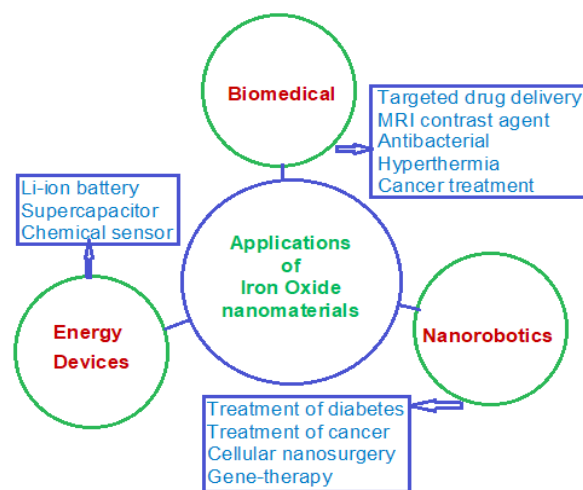 Biomedical
Targeted drug delivery
MRI contrast agent
Antibacterial
Hyperthermia
Cancer treatment
Li-ion battery
Supercapacitor
Chemical sensor
Applications
of
Iron Oxide
nanomaterials
Energy
Devices
Nanorobotics
Treatment of diabetes
Treatment of cancer
Cellular nanosurgery
Gene-therapy